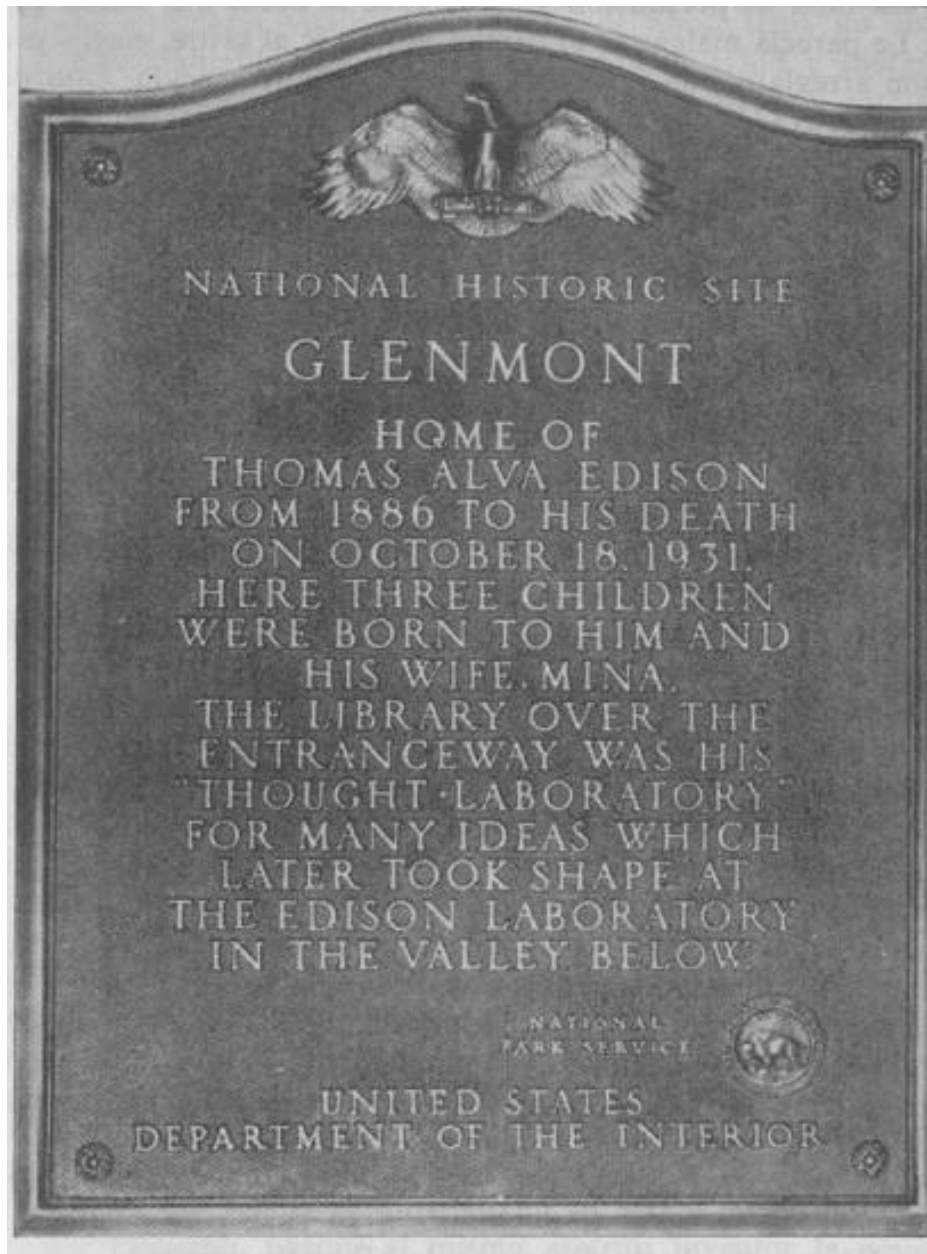 NATIONAL HISTORIC SITE
GLENMONT
HOME OF
THOMAS ALVA EDISON
FROM 1886 TO HIS DEATH
ON OCTOBER 18, 1931.
HERE THREE CHILDREN
WERE BORN TO HIM AND
HIS WIFE, MINA.
THE LIBRARY OVER THE
ENTRANCEWAY WAS HIS
"THOUGHT·LABORATORY"
FOR MANY IDEAS WHICH
LATER TOOK SHAPE AT
THE EDISON LABORATORY
IN THE VALLEY BELOW.
NATIONAL
PARK SERVICE
UNITED STATES
DEPARTMENT OF THE INTERIOR